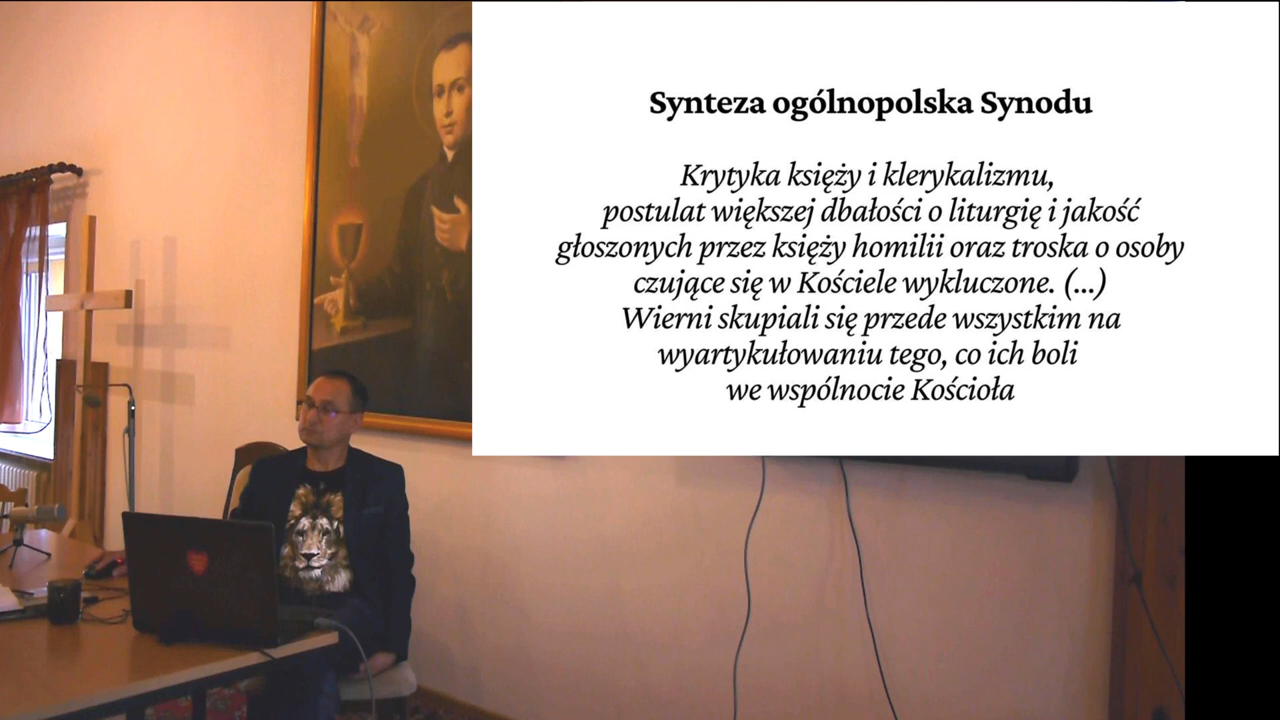 Synteza ogólnopolska Synodu
Krytyka księży i klerykalizmu,
postulat większej dbałości o liturgię i jakość
głoszonych przez księży homilii oraz troska o osoby
czujące się w Kościele wykluczone. (...)
Wierni skupiali się przede wszystkim na
wyartykułowaniu tego, co ich boli
we wspólnocie Kościoła